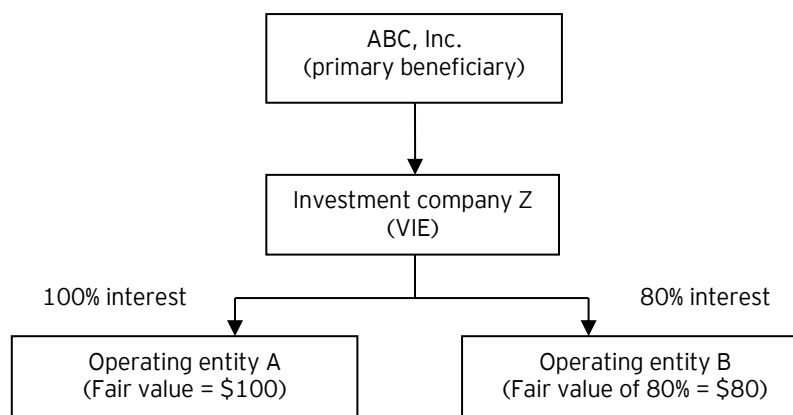 ABC, Inc.
(primary beneficiary)
Investment company Z
(VIE)
100% interest
80% interest
Operating entity A
(Fair value = $100)
Operating entity B
(Fair value of 80% = $80)